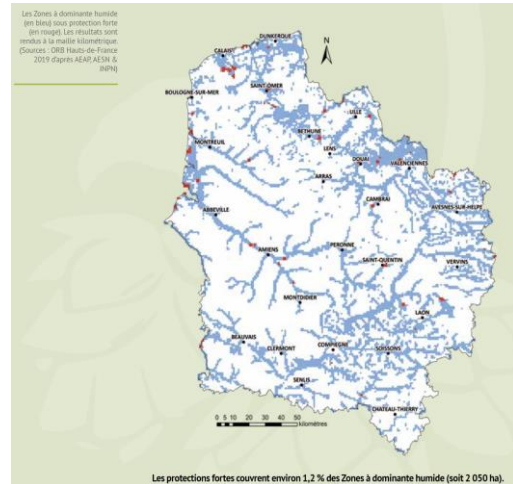 Les Zones à dominante humide
(en bleu) sous protection forte
(en rouge). Les résultats sont
rendus à la maille kilométrique.
(Sources : ORB Hauts-de-France
2019 d'après AEAP, AESN &
INPN)
N
DUNKERQUE
CALAIS
SAINT-OMER
BOULOGNE-SUR-MER
LILLE
BETHUNE
MONTREUIL
LENS
DOUAI
VALENCIENNES
ARRAS
CAMBRAI
AVESNES-SUR-HELPE
ABBEVILLE
AMIENS
PERONNE
SAINT-QUENTIN
VERVINS
MONTDIDIER
LAON
BEAUVAIS
CLERMONT
COMPIEGNE
SOISSONS
SENLIS
CHATEAU-THIERRY
0 5 10 20 30 40 50
kilomètres
Les protections fortes couvrent environ 1,2 % des Zones à dominante humide (soit 2 050 ha).